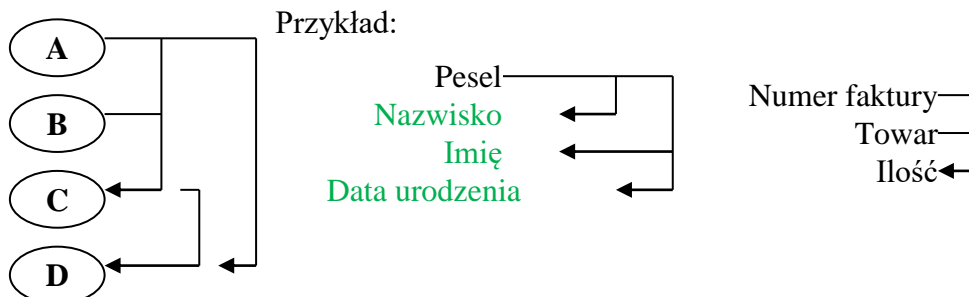 Przykład:
A
B
C
D
Pesel
Nazwisko
Imię
Data urodzenia
Numer faktury
Towar
Ilość